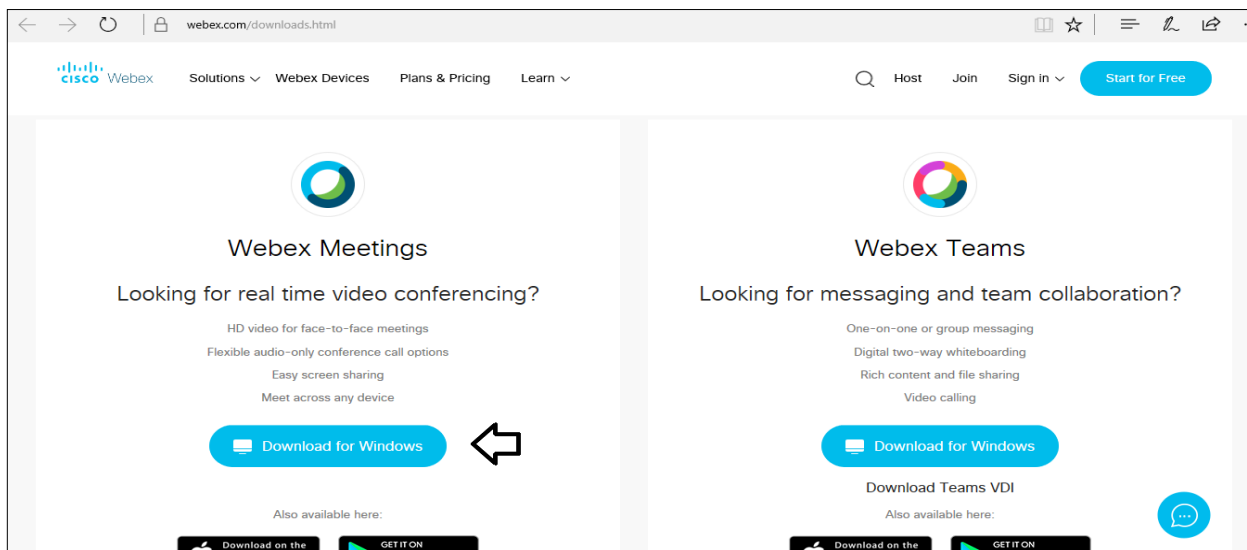 webex.com/downloads.html
CISCO Webex Solutions Webex Devices Plans & Pricing Learn Host Join Sign in Start for Free
Webex Meetings
Looking for real time video conferencing?
HD video for face-to-face meetings
Flexible audio-only conference call options
Easy screen sharing
Meet across any device
Download for Windows
Also available here:
Download on the
GET IT ON
Webex Teams
Looking for messaging and team collaboration?
One-on-one or group messaging
Digital two-way whiteboarding
Rich content and file sharing
Video calling
Download for Windows
Download Teams VDI
Also available here:
Download on the
GET IT ON